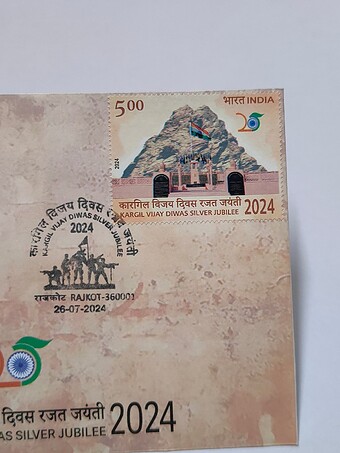 5.00 भारत INDIA
2024
कारगिल विजय दिवस रजत जयंती
KARGIL VIJAY DIWAS SILVER JUBILEE 2024
कारगिल विजय दिवस रजत जयंती
KARGIL VIJAY DIWAS SILVER JUBILEE
2024
राजकोट RAJKOT-360001
26-07-2024
दिवस रजत जयंती
AS SILVER JUBILEE 2024